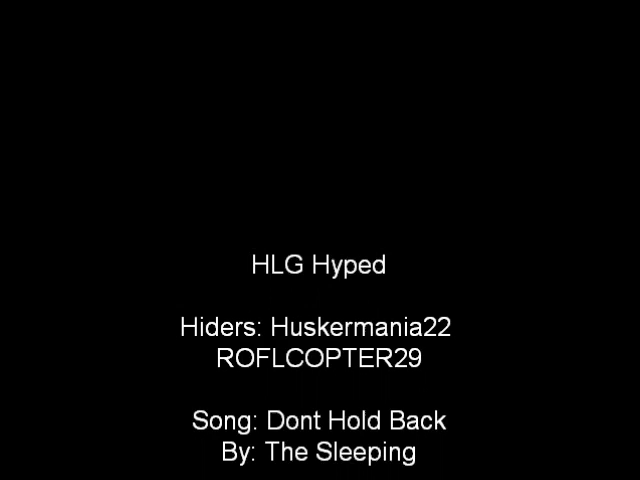 HLG Hyped
Hiders: Huskermania22
ROFLCOPTER29
Song: Dont Hold Back
By: The Sleeping